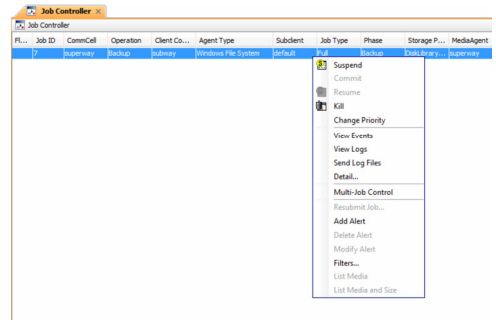 Job Controller ×
Job Controller
Fl... Job ID CommCell Operation Client Co... Agent Type Subclient Job Type Phase Storage P... MediaAgent
7 superway Backup subway Windows File System default Full Backup DiskLibrary... superway
Suspend
Commit
Resume
Kill
Change Priority
View Events
View Logs
Send Log Files
Detail...
Multi-Job Control
Resubmit Job...
Add Alert
Delete Alert
Modify Alert
Filters...
List Media
List Media and Size